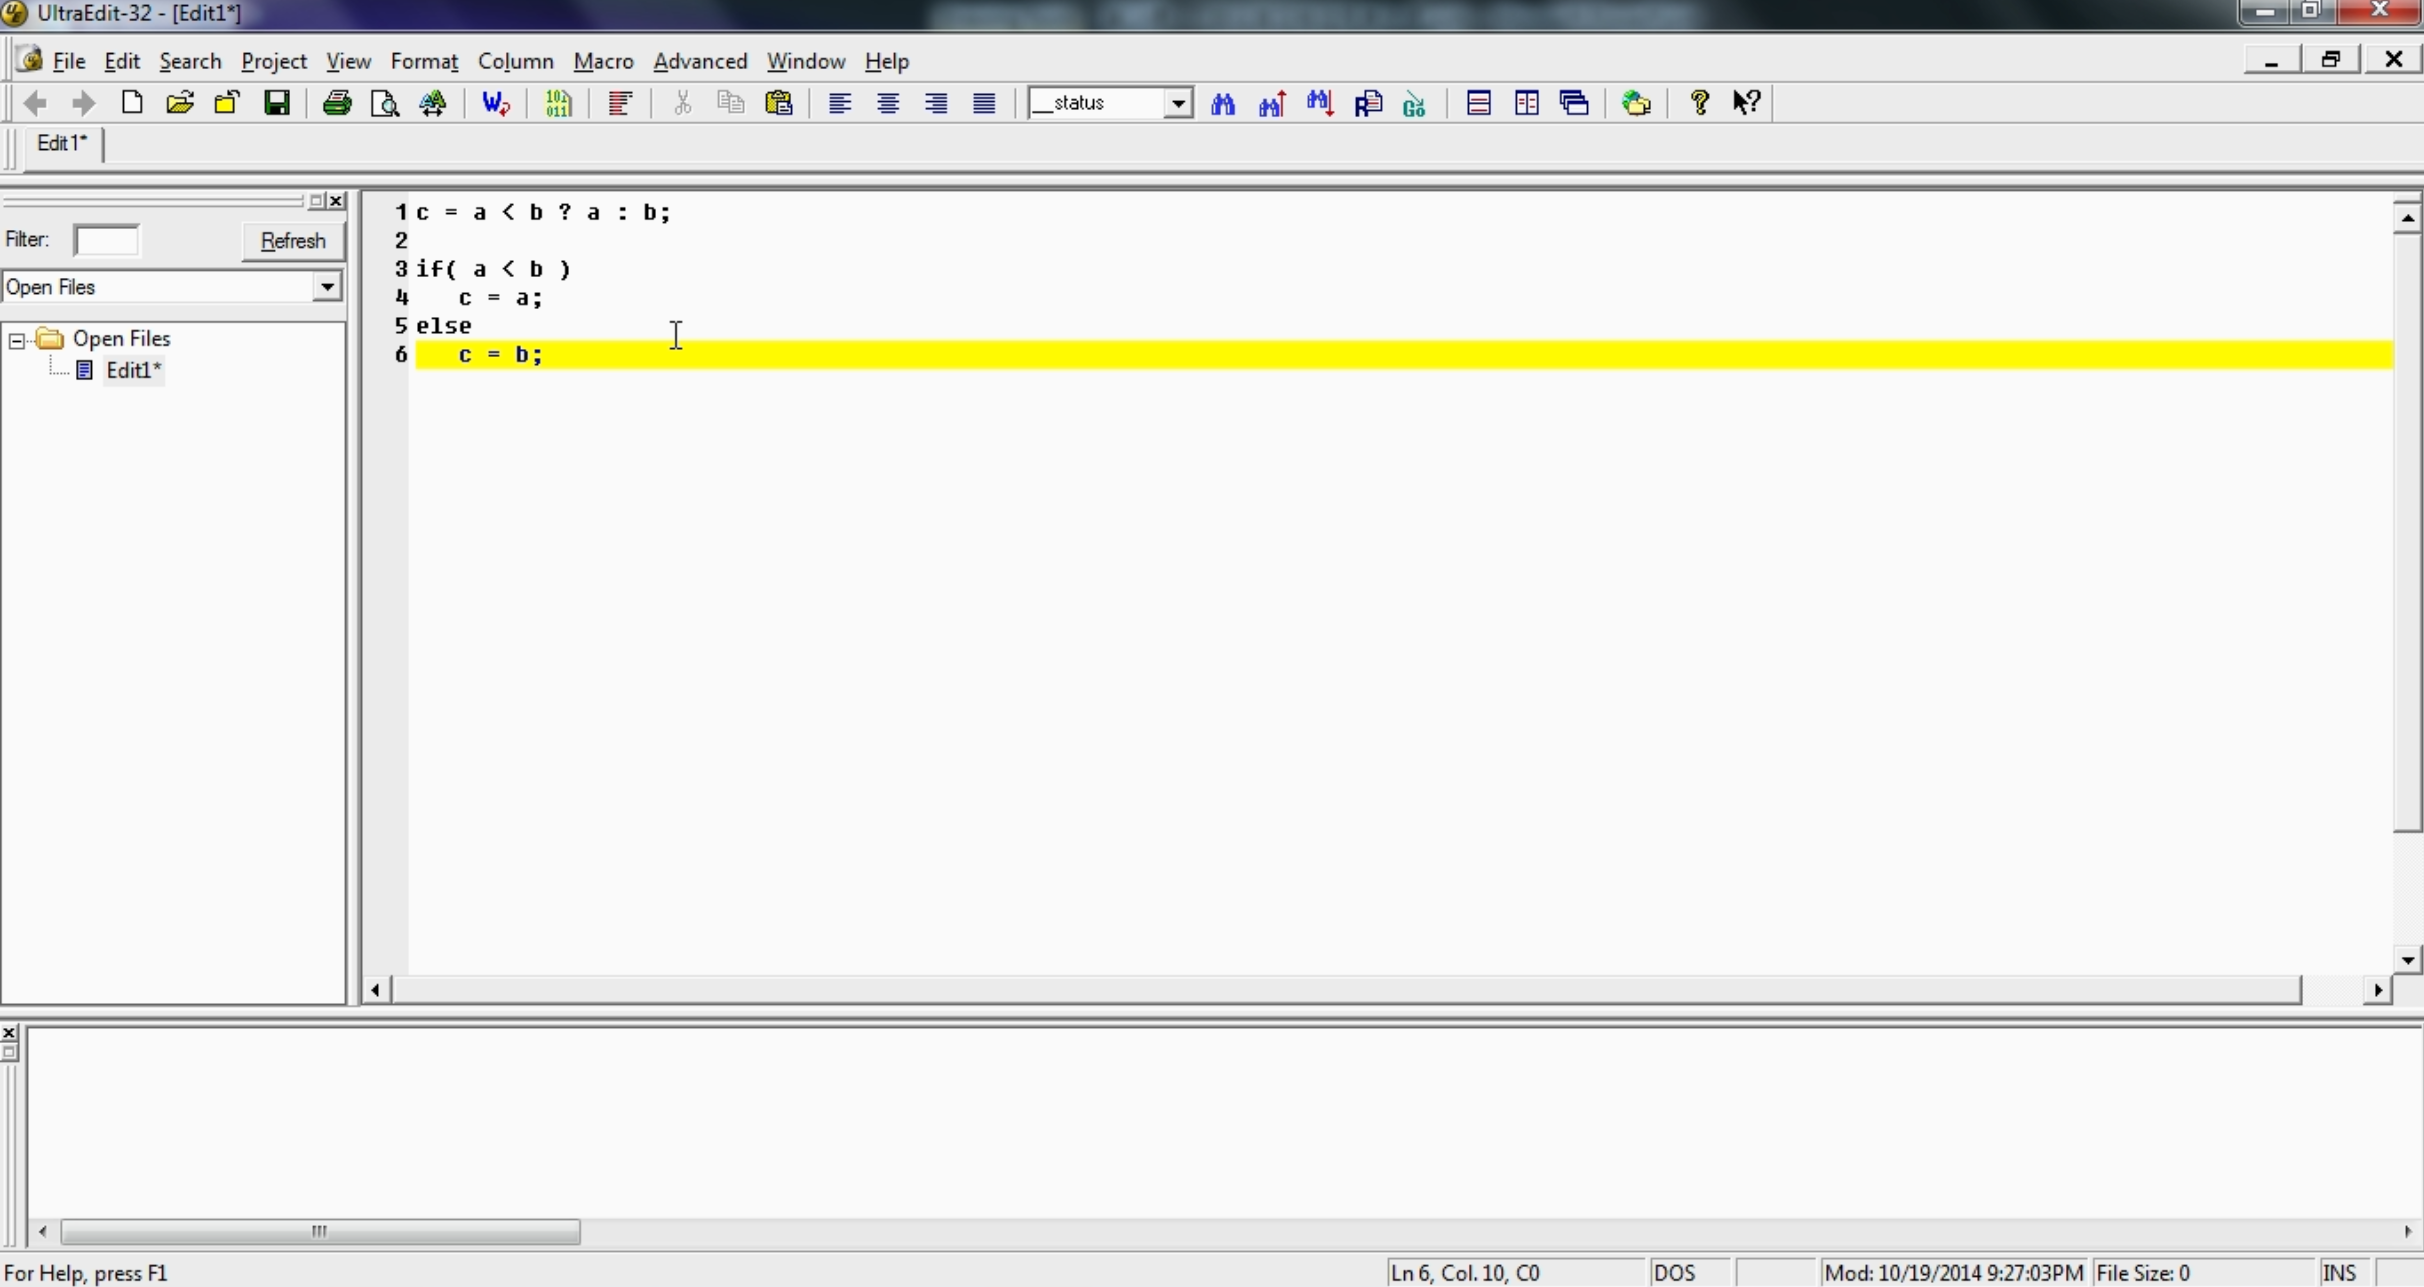 UltraEdit-32 - [Edit1*]
File Edit Search Project View Format Column Macro Advanced Window Help
__status
Edit1*
Filter: Refresh
Open Files
Open Files
Edit1*
1 c = a < b ? a : b;
2
3 if( a < b )
4    c = a;
5 else
6    c = b;
For Help, press F1 Ln 6, Col. 10, C0 DOS Mod: 10/19/2014 9:27:03PM File Size: 0 INS